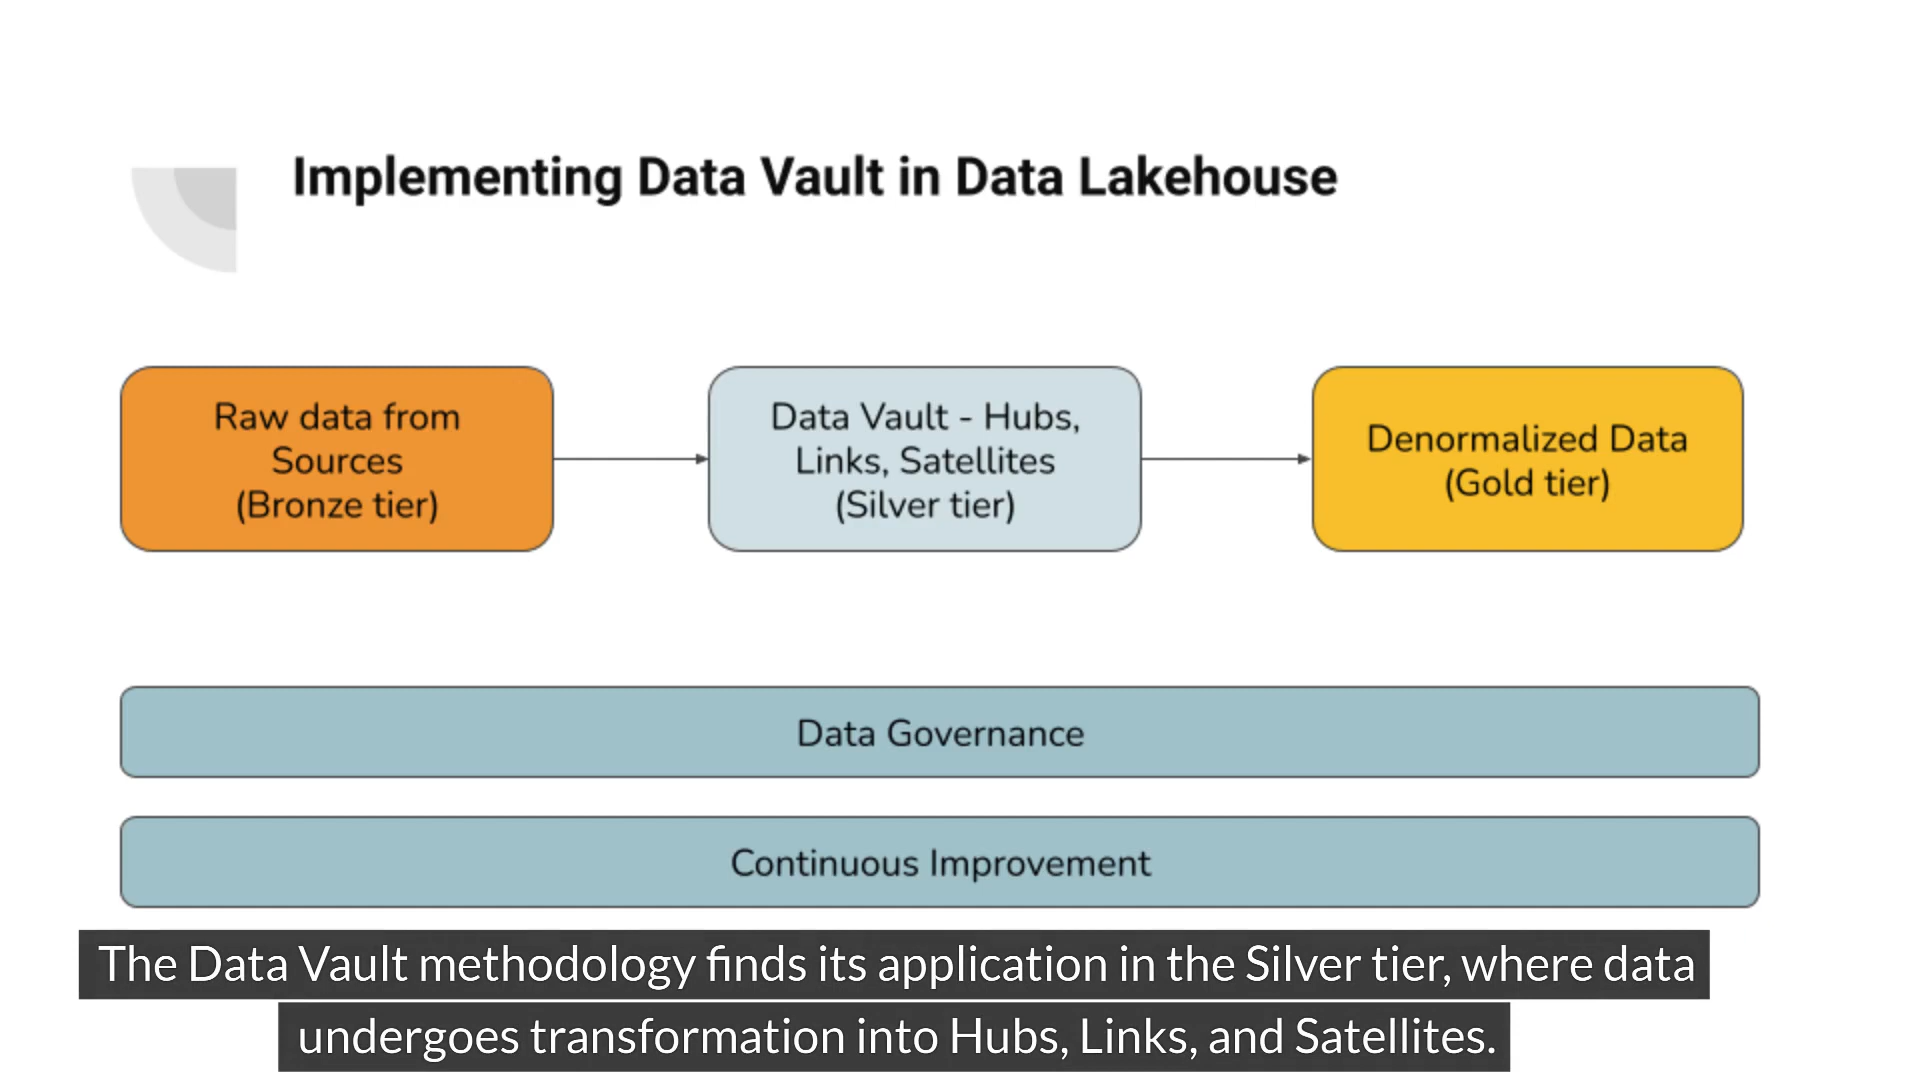 Implementing Data Vault in Data Lakehouse
Raw data from
Sources
(Bronze tier)
Data Vault - Hubs,
Links, Satellites
(Silver tier)
Denormalized Data
(Gold tier)
Data Governance
Continuous Improvement
The Data Vault methodology finds its application in the Silver tier, where data
undergoes transformation into Hubs, Links, and Satellites.